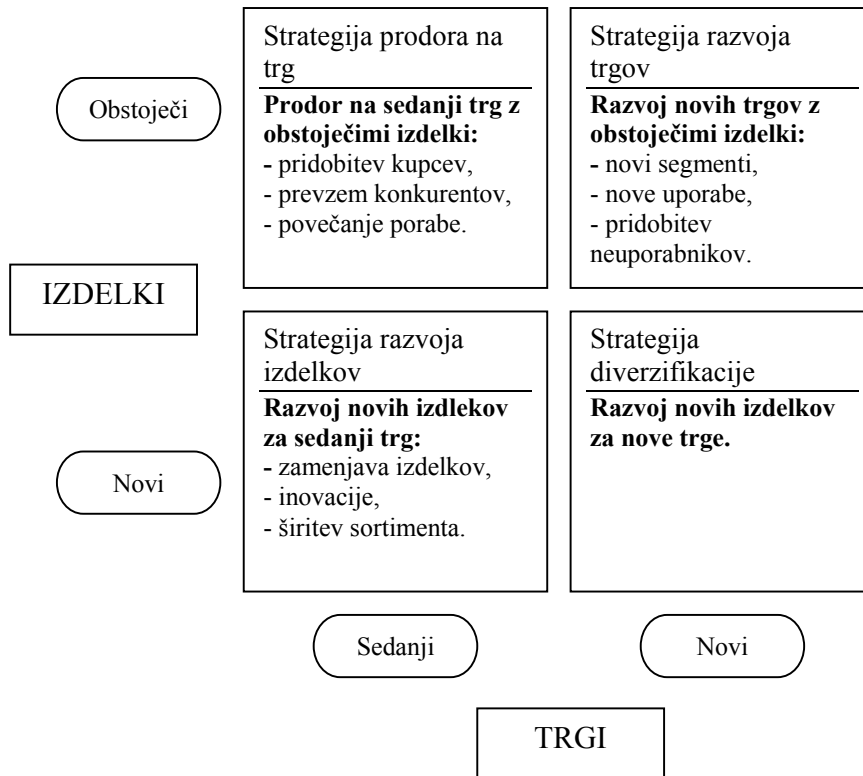 Strategija prodora na
trg
Prodor na sedanji trg z
obstoječimi izdelki:
- pridobitev kupcev,
- prevzem konkurentov,
- povečanje porabe.
Strategija razvoja
trgov
Razvoj novih trgov z
obstoječimi izdelki:
- novi segmenti,
- nove uporabe,
- pridobitev
neuporabnikov.
Obstoječi
IZDELKI
Strategija razvoja
izdelkov
Razvoj novih izdlekov
za sedanji trg:
- zamenjava izdelkov,
- inovacije,
- širitev sortimenta.
Strategija
diverzifikacije
Razvoj novih izdelkov
za nove trge.
Novi
Sedanji
Novi
TRGI